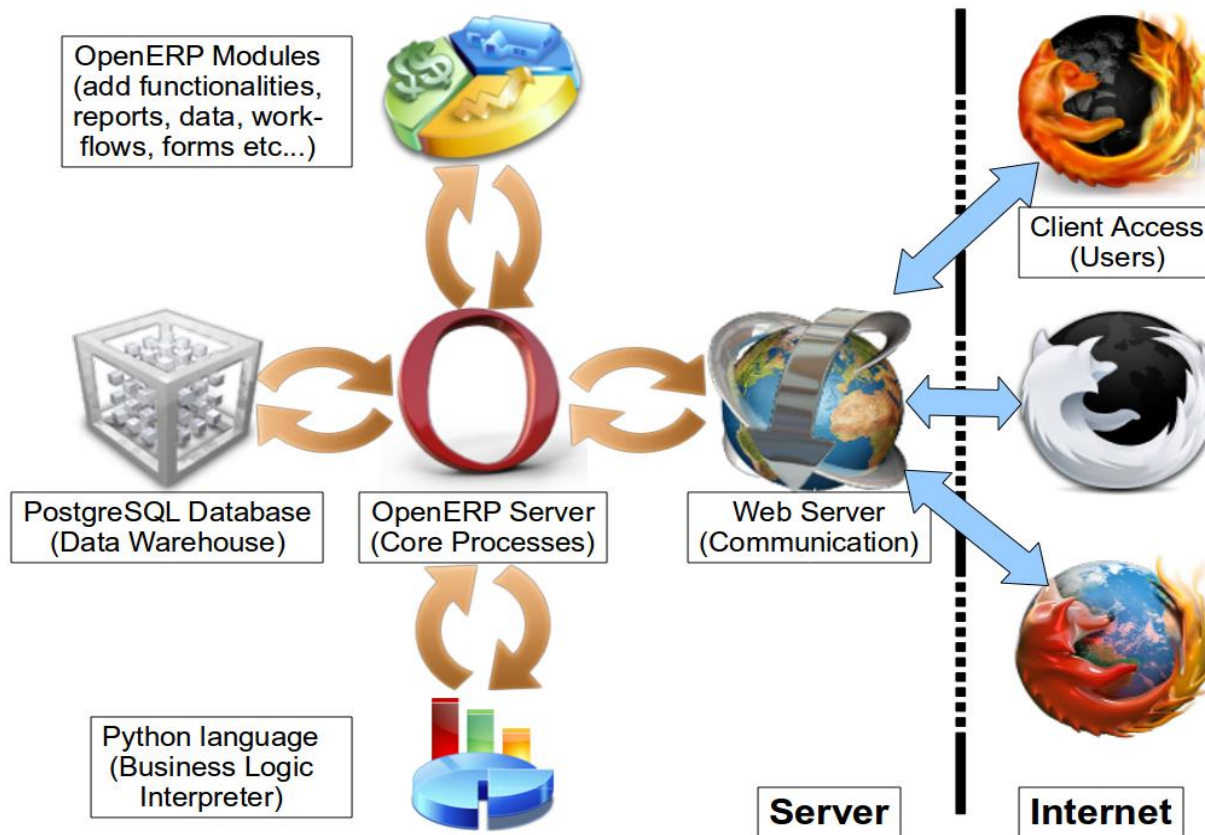 OpenERP Modules
(add functionalities,
reports, data, work-
flows, forms etc...)
Client Access
(Users)
PostgreSQL Database
(Data Warehouse)
OpenERP Server
(Core Processes)
Web Server
(Communication)
Python language
(Business Logic
Interpreter)
Server
Internet